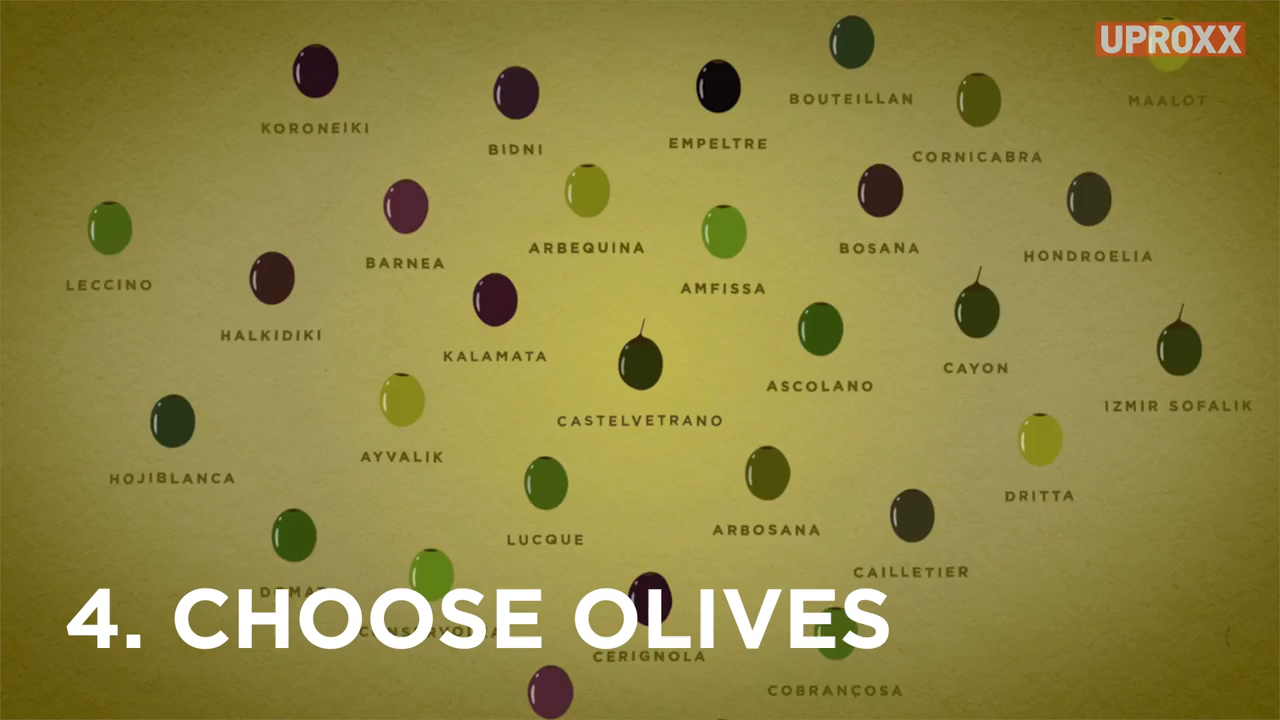 UPROXX
KORONEIKI
BIDNI
EMPELTRE
BOUTEILLAN
CORNICABRA
MAALOT
LECCINO
HALKIDIKI
BARNEA
ARBEQUINA
AMFISSA
BOSANA
HONDROELIA
KALAMATA
CASTELVETRANO
ASCOLANO
CAYON
IZMIR SOFALIK
HOJIBLANCA
AYVALIK
LUCQUE
ARBOSANA
DRITTA
CAILLETIER
4. CHOOSE OLIVES
CERIGNOLA
COBRANÇOSA